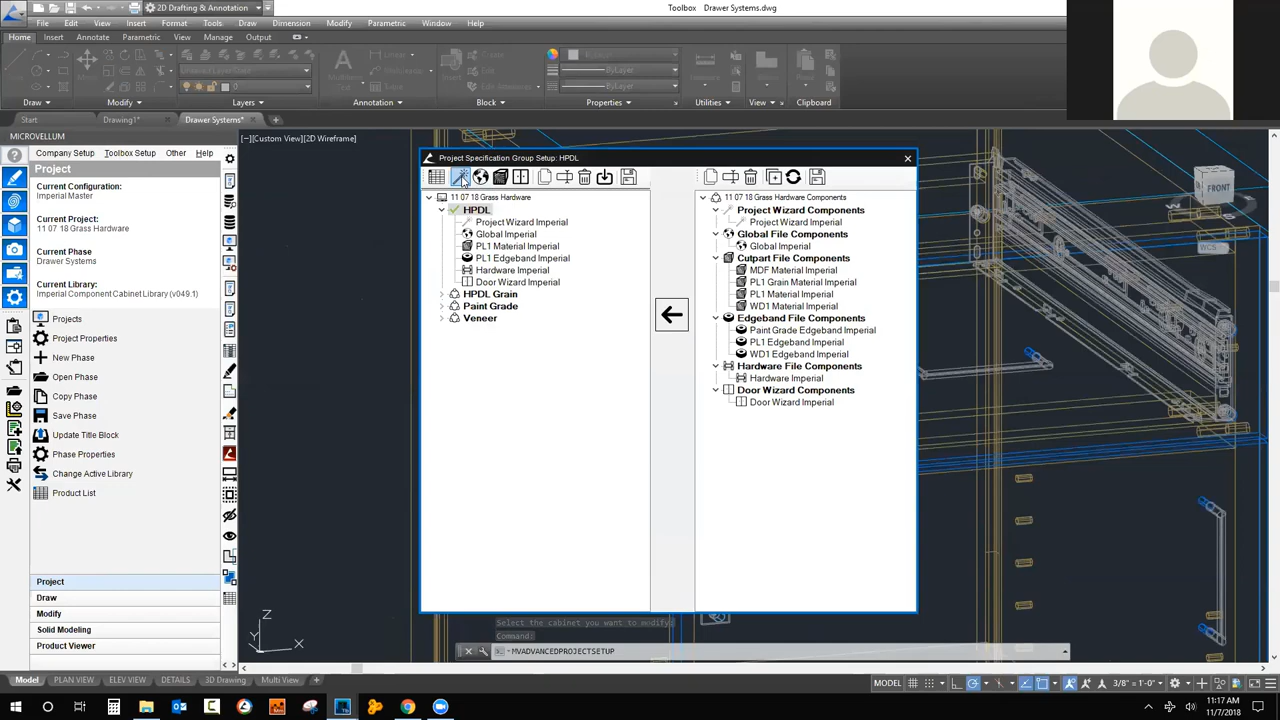 2D Drafting & Annotation
Toolbox Drawer Systems.dwg
File Edit View Insert Format Tools Draw Dimension Modify Parametric Window Help
Home Insert Annotate Parametric View Manage Output
Draw Modify Layers Annotation Block Properties Utilities View Clipboard
Linear
Create
Edit
Multileader
Table
Insert
ByLayer
ByLayer
ByLayer
Paste
Start Drawing1* Drawer Systems*
MICROVELLUM
[−][Custom View][2D Wireframe]
Company Setup Toolbox Setup Other Help
Project
Current Configuration:
Imperial Master
Current Project:
11 07 18 Grass Hardware
Current Phase
Drawer Systems
Current Library:
Imperial Component Cabinet Library (v049.1)
Projects
Project Properties
New Phase
Open Phase
Copy Phase
Save Phase
Update Title Block
Phase Properties
Change Active Library
Product List
Project
Draw
Modify
Solid Modeling
Product Viewer
Project Specification Group Setup: HPDL
11 07 18 Grass Hardware
HPDL
Project Wizard Imperial
Global Imperial
PL1 Material Imperial
PL1 Edgeband Imperial
Hardware Imperial
Door Wizard Imperial
HPDL Grain
Paint Grade
Veneer
11 07 18 Grass Hardware Components
Project Wizard Components
Project Wizard Imperial
Global File Components
Global Imperial
Cutpart File Components
MDF Material Imperial
PL1 Grain Material Imperial
PL1 Material Imperial
WD1 Material Imperial
Edgeband File Components
Paint Grade Edgeband Imperial
PL1 Edgeband Imperial
WD1 Edgeband Imperial
Hardware File Components
Hardware Imperial
Door Wizard Components
Door Wizard Imperial
FRONT
WCS
Z
Y
X
Select the cabinet you want to modify:
Command:
MVADVANCEDPROJECTSETUP
Model PLAN VIEW ELEV VIEW DETAILS 3D Drawing Multi View
MODEL
3/8" = 1'-0"
11:17 AM
11/7/2018